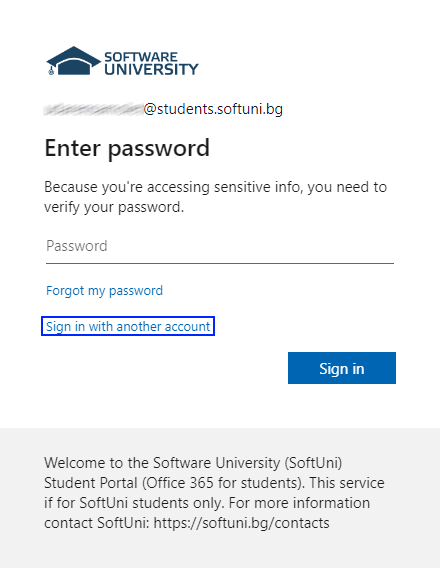 SOFTWARE
UNIVERSITY
@students.softuni.bg
Enter password
Because you're accessing sensitive info, you need to
verify your password.
Password
Forgot my password
Sign in with another account
Sign in
Welcome to the Software University (SoftUni)
Student Portal (Office 365 for students). This service
if for SoftUni students only. For more information
contact SoftUni: https://softuni.bg/contacts